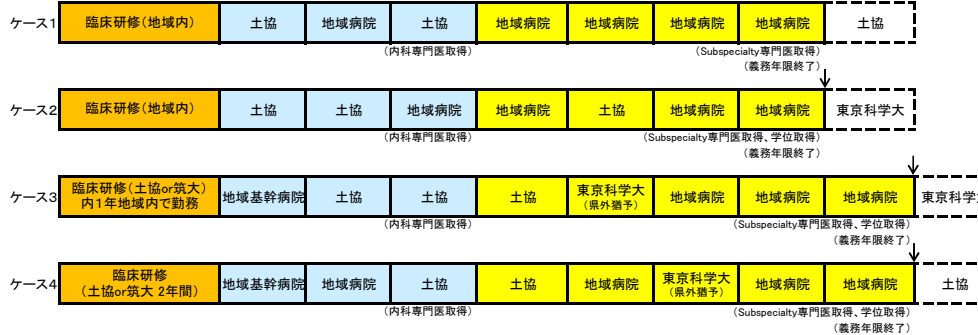 ケース1 臨床研修（地域内） 土協 地域病院 土協 地域病院 地域病院 地域病院 地域病院 土協
（内科専門医取得） （Subspecialty専門医取得）
（義務年限終了）
ケース2 臨床研修（地域内） 土協 土協 地域病院 地域病院 土協 地域病院 地域病院 東京科学大
（内科専門医取得） （Subspecialty専門医取得、学位取得）
（義務年限終了）
ケース3 臨床研修（土協or筑大） 地域基幹病院 土協 土協 土協 東京科学大 地域病院 地域病院 地域病院 東京科学大
内1年地域内で勤務 （県外猶予）
（内科専門医取得） （Subspecialty専門医取得、学位取得）
（義務年限終了）
ケース4 臨床研修 地域基幹病院 地域病院 土協 土協 地域病院 東京科学大 地域病院 地域病院 土協
（土協or筑大 2年間） （県外猶予）
（内科専門医取得） （Subspecialty専門医取得、学位取得）
（義務年限終了）